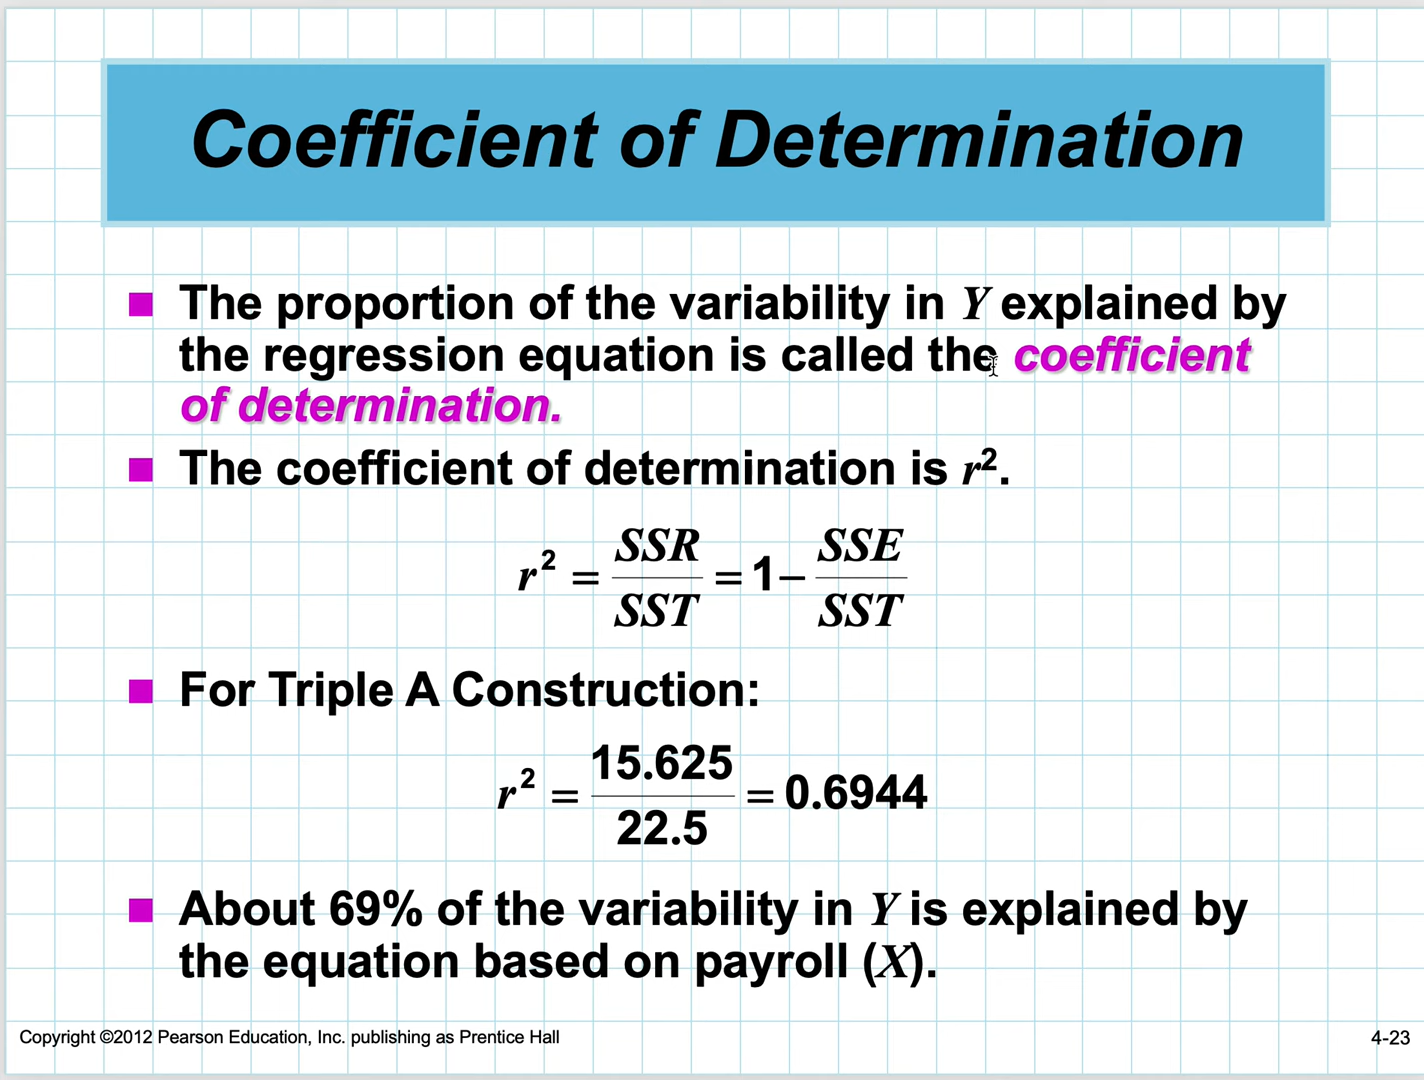 Coefficient of Determination
The proportion of the variability in Y explained by
the regression equation is called the coefficient
of determination.
The coefficient of determination is r².
r² = SSR/SST = 1 – SSE/SST
For Triple A Construction:
r² = 15.625/22.5 = 0.6944
About 69% of the variability in Y is explained by
the equation based on payroll (X).
Copyright ©2012 Pearson Education, Inc. publishing as Prentice Hall
4-23